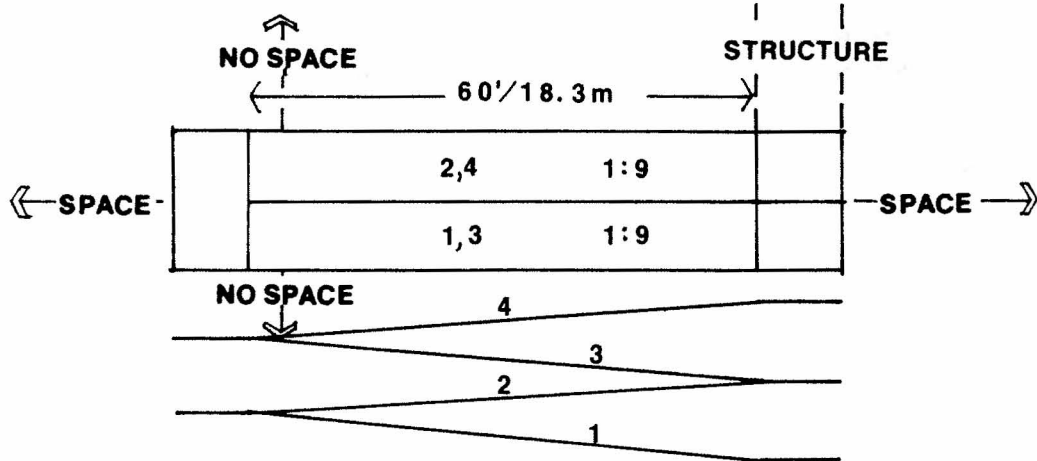 NO SPACE
STRUCTURE
60'/18.3m
2,4 1:9
SPACE
SPACE
1,3 1:9
NO SPACE
4
3
2
1